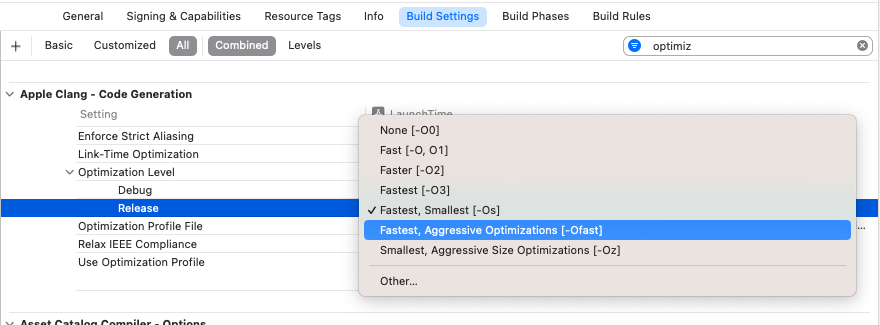 General Signing & Capabilities Resource Tags Info Build Settings Build Phases Build Rules
+ Basic Customized All Combined Levels optimiz
Apple Clang - Code Generation
Setting LaunchTime
Enforce Strict Aliasing
Link-Time Optimization
Optimization Level
Debug
Release
Optimization Profile File
Relax IEEE Compliance
Use Optimization Profile
None [-O0]
Fast [-O, O1]
Faster [-O2]
Fastest [-O3]
✓ Fastest, Smallest [-Os]
Fastest, Aggressive Optimizations [-Ofast]
Smallest, Aggressive Size Optimizations [-Oz]
Other...
...
Asset Catalog Compiler - Options